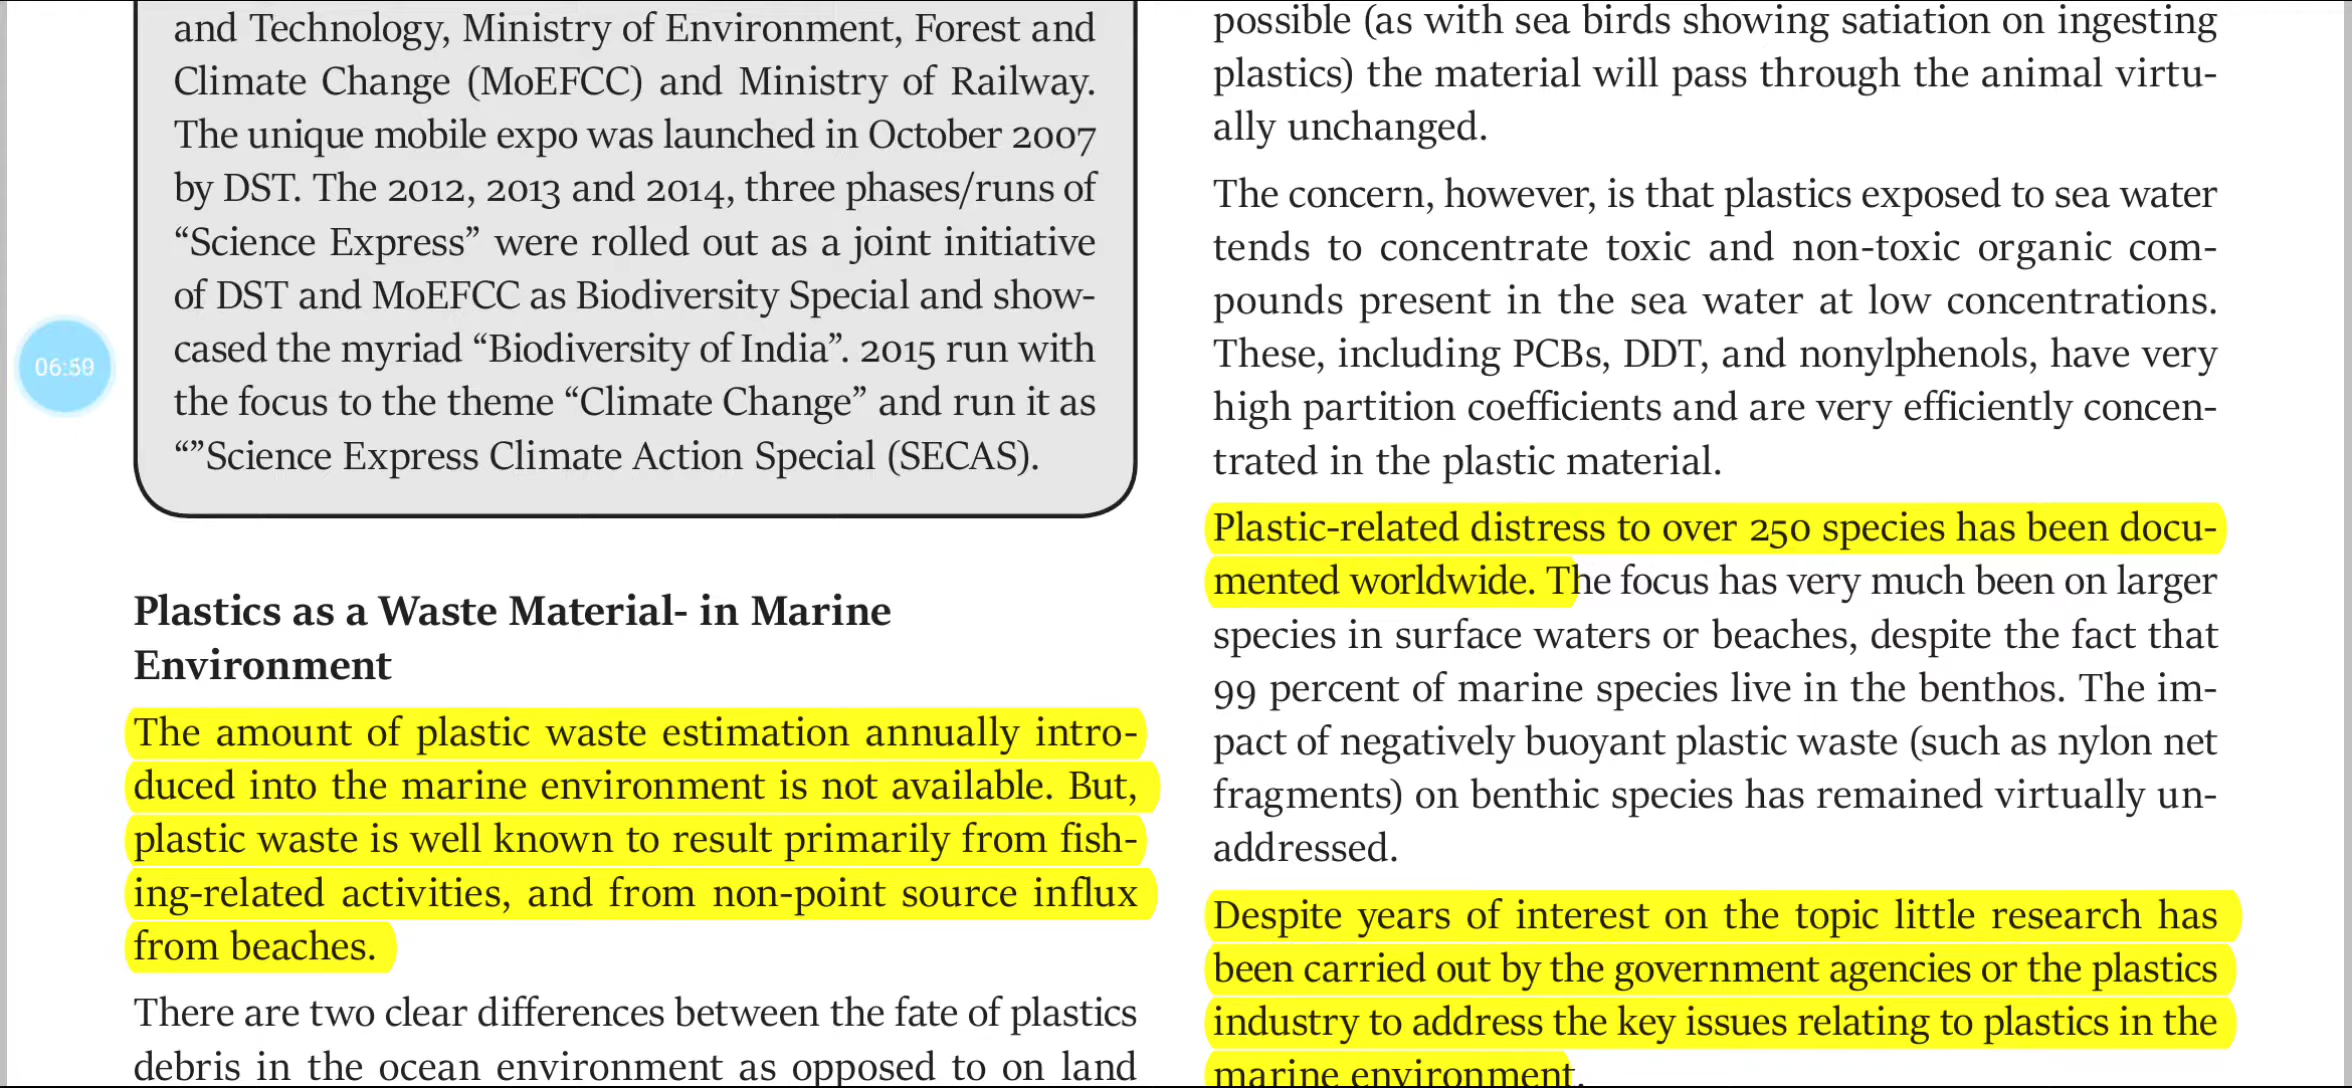 and Technology, Ministry of Environment, Forest and
Climate Change (MoEFCC) and Ministry of Railway.
The unique mobile expo was launched in October 2007
by DST. The 2012, 2013 and 2014, three phases/runs of
“Science Express” were rolled out as a joint initiative
of DST and MoEFCC as Biodiversity Special and show-
cased the myriad “Biodiversity of India”. 2015 run with
the focus to the theme “Climate Change” and run it as
“”Science Express Climate Action Special (SECAS).
06:59
Plastics as a Waste Material- in Marine
Environment
The amount of plastic waste estimation annually intro-
duced into the marine environment is not available. But,
plastic waste is well known to result primarily from fish-
ing-related activities, and from non-point source influx
from beaches.
There are two clear differences between the fate of plastics
debris in the ocean environment as opposed to on land
possible (as with sea birds showing satiation on ingesting
plastics) the material will pass through the animal virtu-
ally unchanged.
The concern, however, is that plastics exposed to sea water
tends to concentrate toxic and non-toxic organic com-
pounds present in the sea water at low concentrations.
These, including PCBs, DDT, and nonylphenols, have very
high partition coefficients and are very efficiently concen-
trated in the plastic material.
Plastic-related distress to over 250 species has been docu-
mented worldwide. The focus has very much been on larger
species in surface waters or beaches, despite the fact that
99 percent of marine species live in the benthos. The im-
pact of negatively buoyant plastic waste (such as nylon net
fragments) on benthic species has remained virtually un-
addressed.
Despite years of interest on the topic little research has
been carried out by the government agencies or the plastics
industry to address the key issues relating to plastics in the
marine environment.